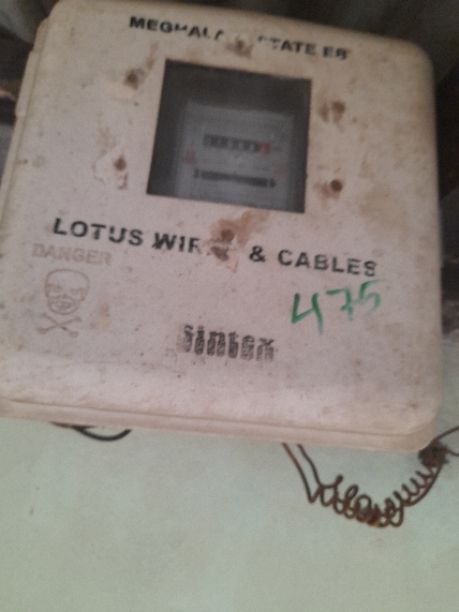 STATE EB
LOTUS & CABLES
DANGER
475
sintex